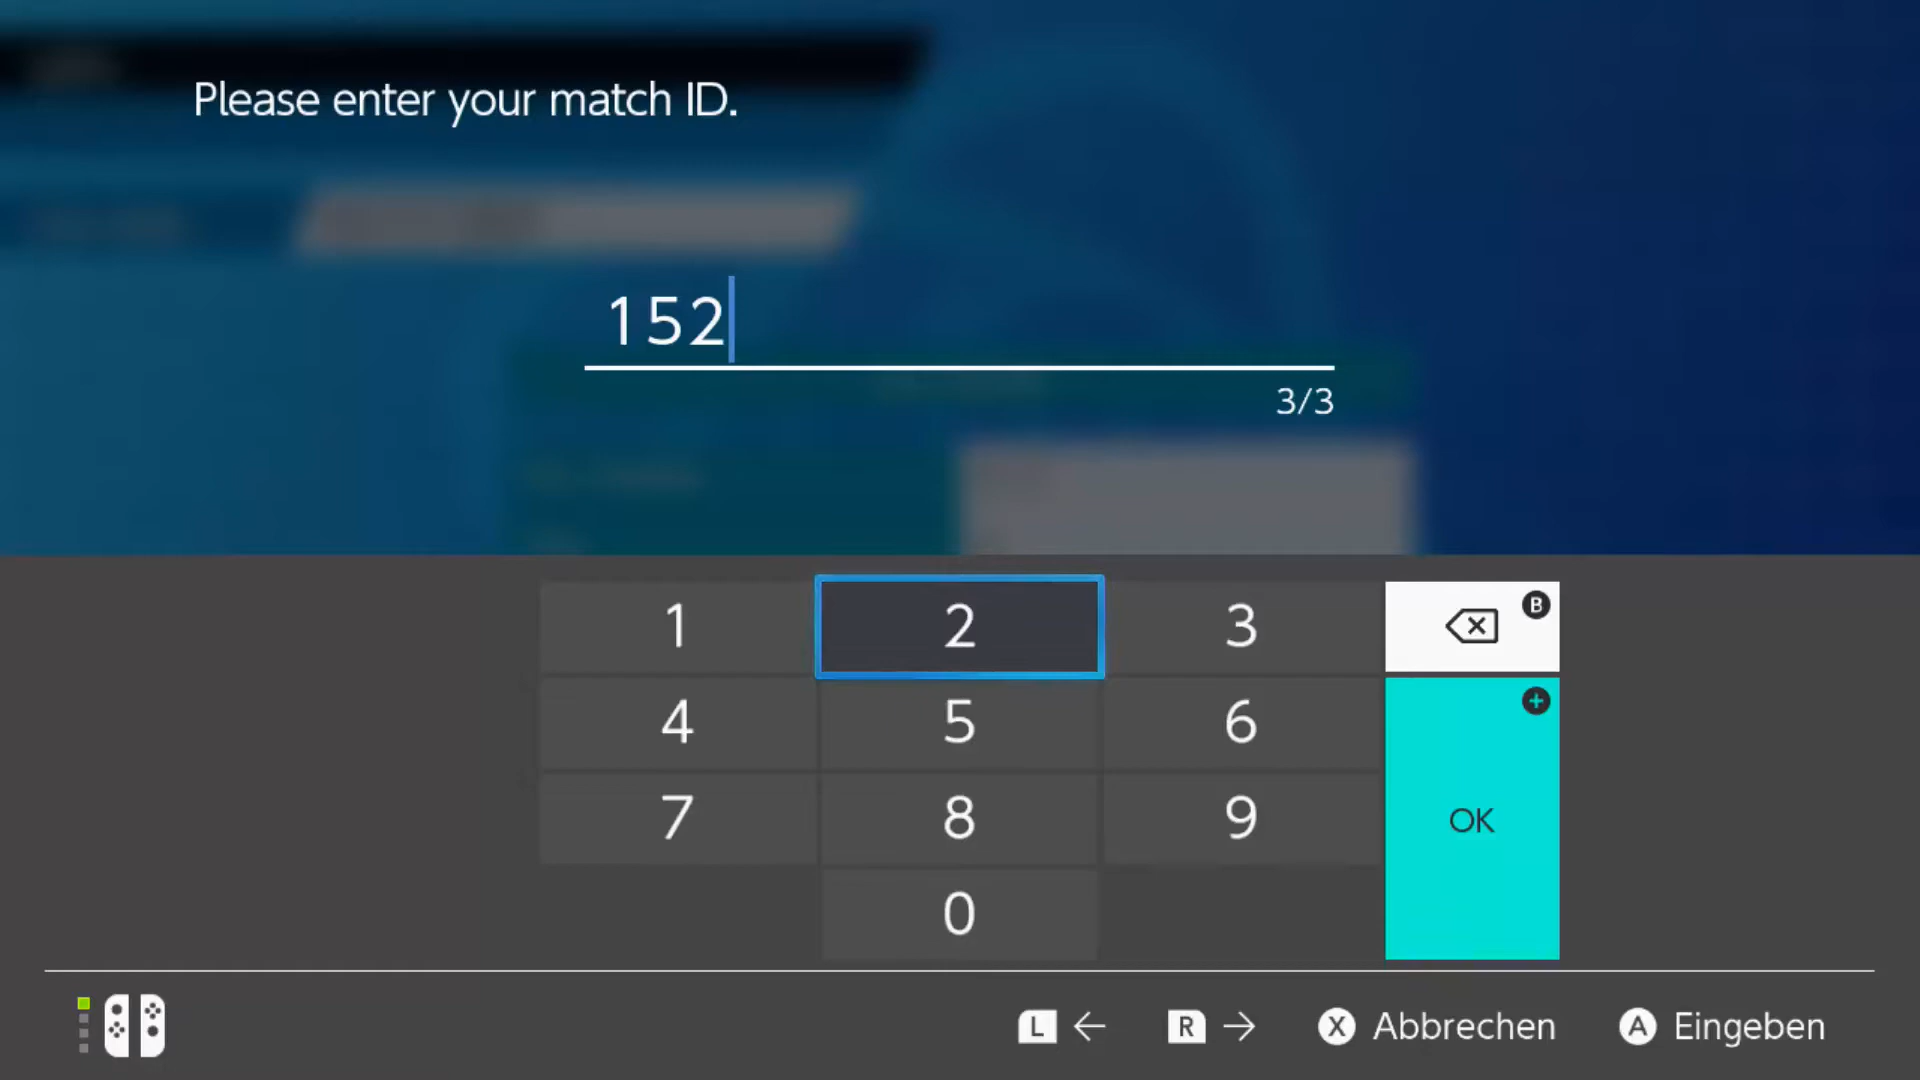 Please enter your match ID.
152
3/3
1 2 3 B
4 5 6 +
7 8 9 OK
0
L ← R → X Abbrechen A Eingeben